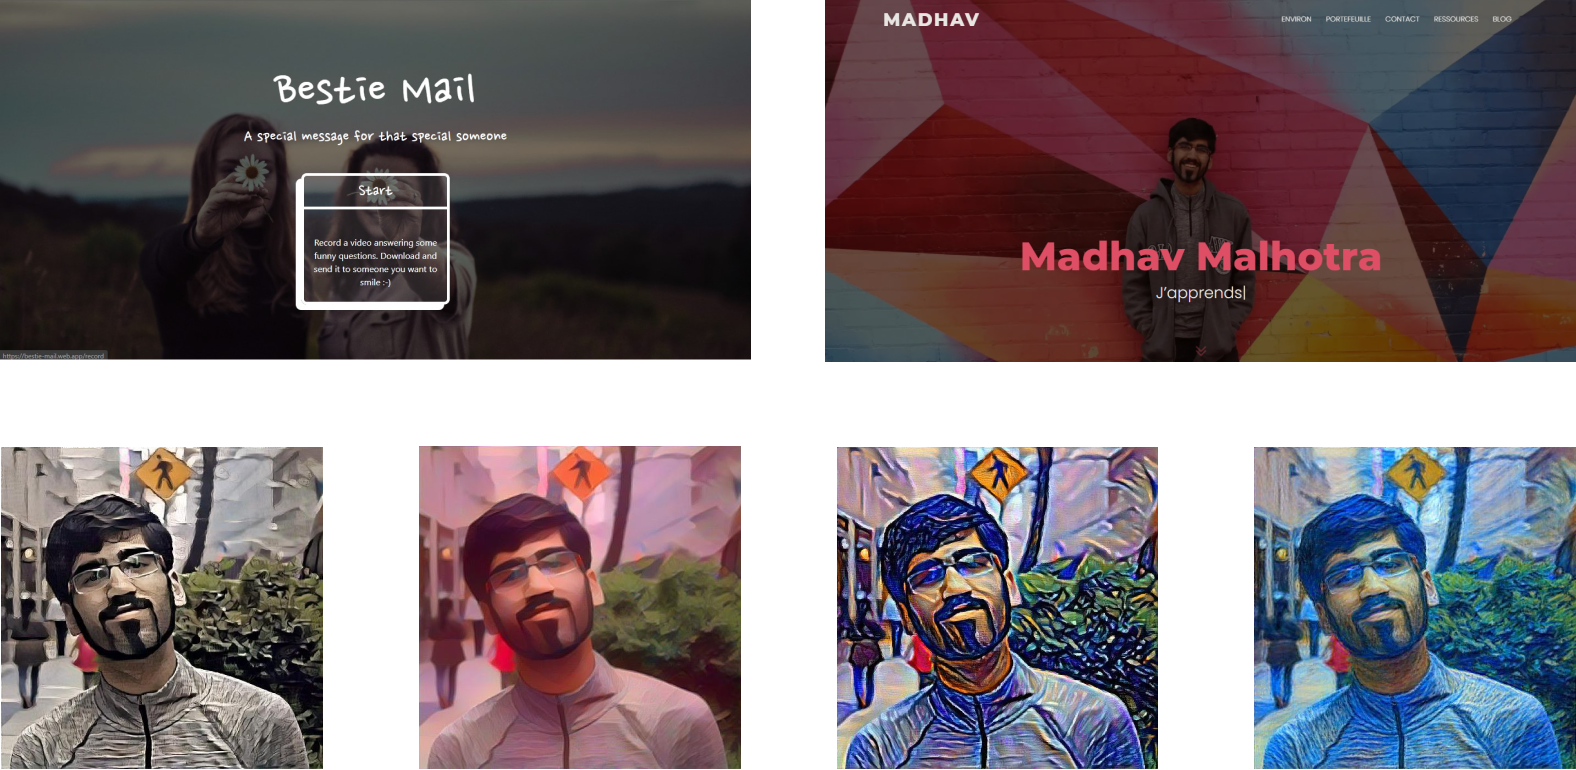 Bestie Mail
A special message for that special someone
Start
Record a video answering some
funny questions. Download and
send it to someone you want to
smile :-)
https://bestie-mail.web.app/record
MADHAV
ENVIRON PORTEFEUILLE CONTACT RESSOURCES BLOG
Madhav Malhotra
J'apprends|